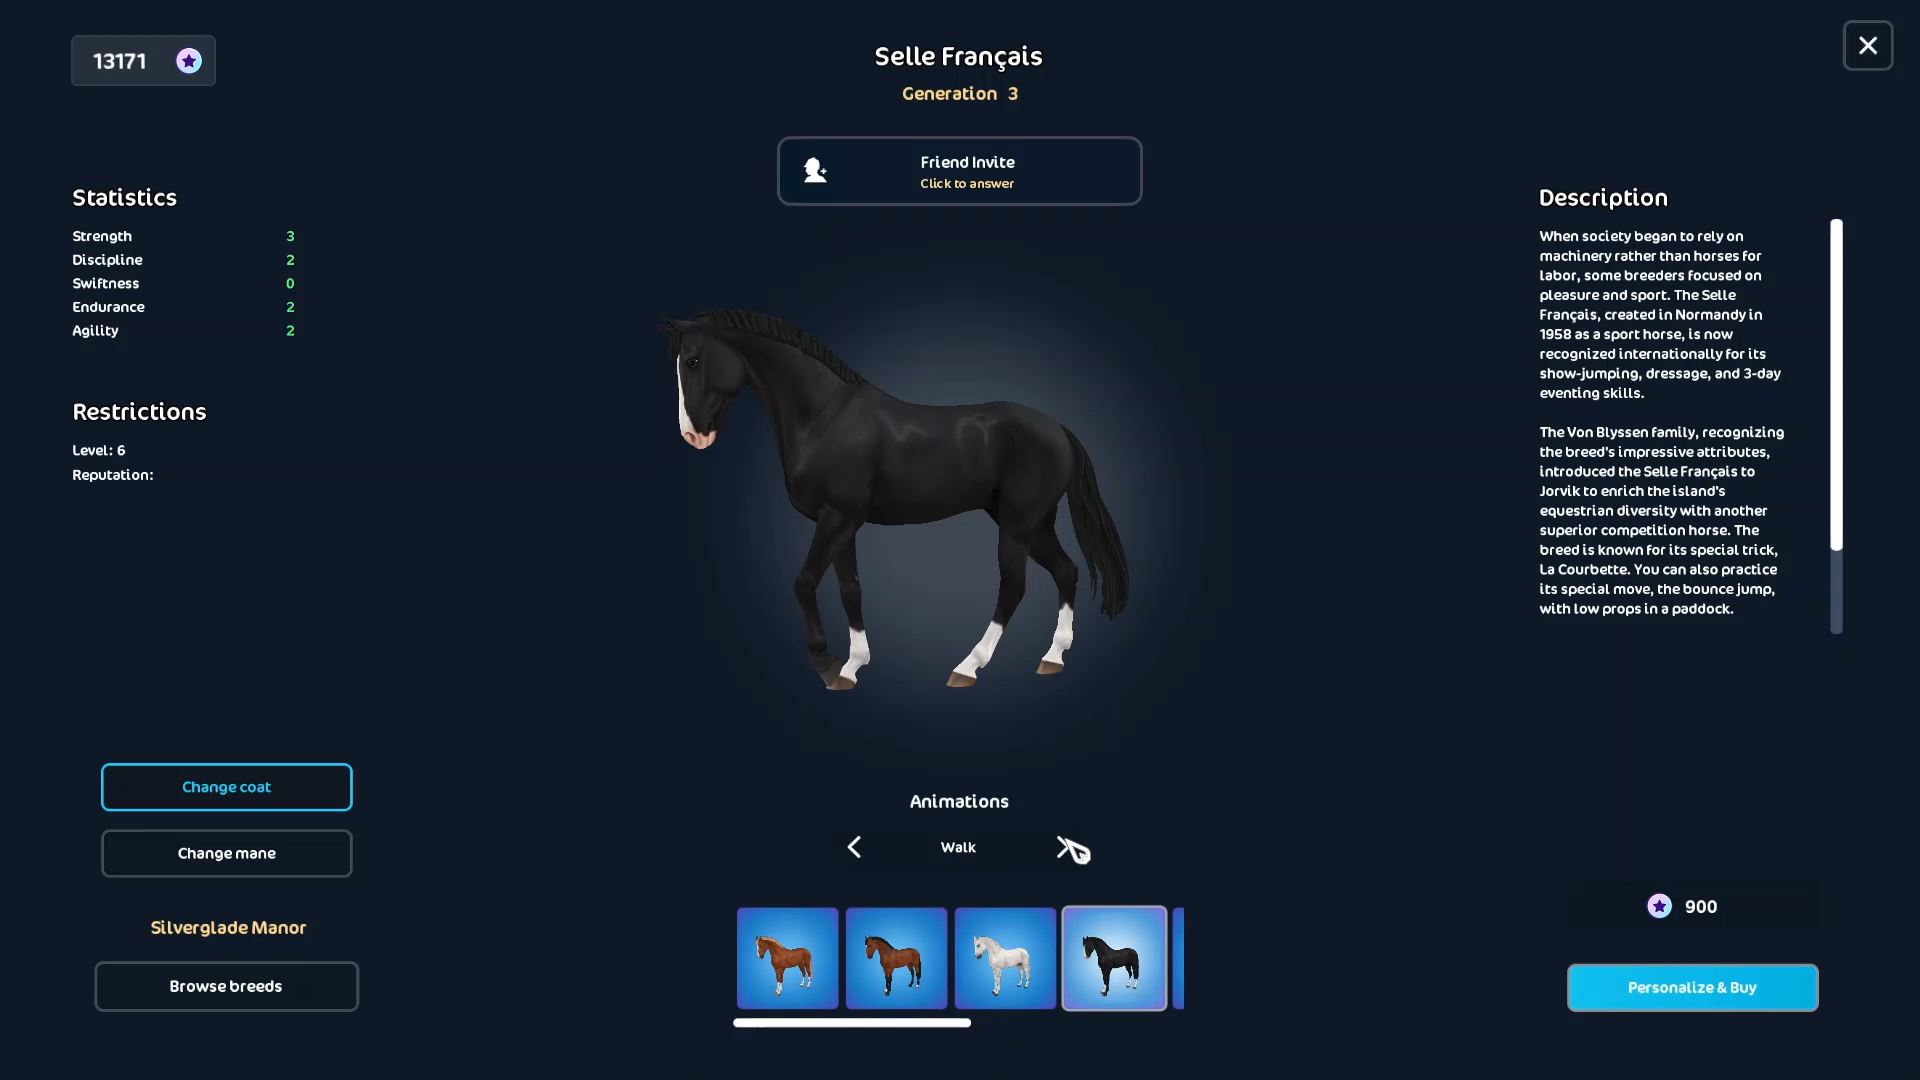 13171
Selle Français
Generation 3
Friend Invite
Click to answer
Statistics
Strength 3
Discipline 2
Swiftness 0
Endurance 2
Agility 2
Restrictions
Level: 6
Reputation:
Description
When society began to rely on
machinery rather than horses for
labor, some breeders focused on
pleasure and sport. The Selle
Français, created in Normandy in
1958 as a sport horse, is now
recognized internationally for its
show-jumping, dressage, and 3-day
eventing skills.
The Von Blyssen family, recognizing
the breed's impressive attributes,
introduced the Selle Français to
Jorvik to enrich the island's
equestrian diversity with another
superior competition horse. The
breed is known for its special trick,
La Courbette. You can also practice
its special move, the bounce jump,
with low props in a paddock.
Change coat
Change mane
Silverglade Manor
Browse breeds
Animations
Walk
900
Personalize & Buy